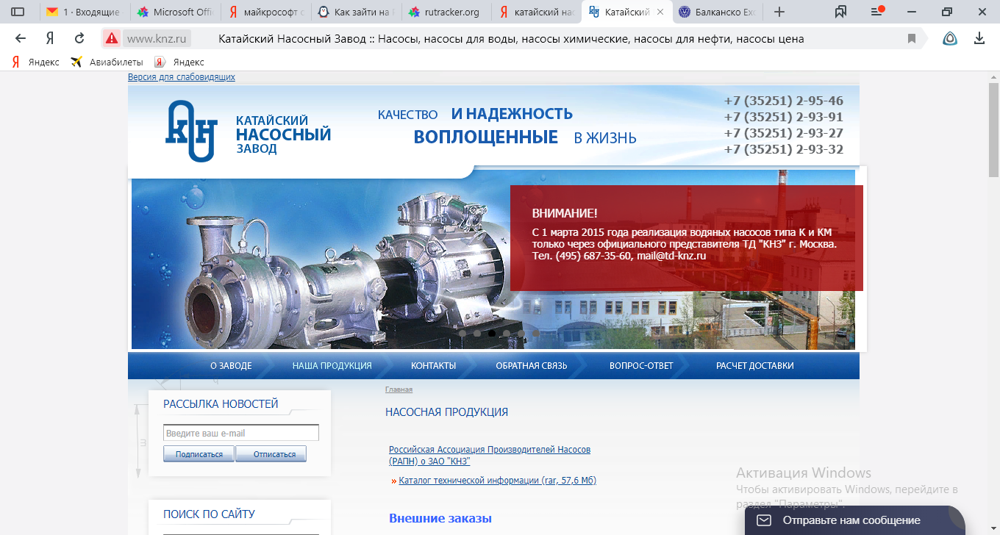 1 · Входящие
Microsoft Offi
майкрософт о
Как зайти на
rutracker.org
катайский нас
Катайский
Балканско Ехо
www.knz.ru
Катайский Насосный Завод :: Насосы, насосы для воды, насосы химические, насосы для нефти, насосы цена
Яндекс
Авиабилеты
Яндекс
Версия для слабовидящих
КАТАЙСКИЙ
НАСОСНЫЙ
ЗАВОД
КАЧЕСТВО И НАДЕЖНОСТЬ
ВОПЛОЩЕННЫЕ В ЖИЗНЬ
+7 (35251) 2-95-46
+7 (35251) 2-93-91
+7 (35251) 2-93-27
+7 (35251) 2-93-32
ВНИМАНИЕ!
С 1 марта 2015 года реализация водяных насосов типа К и КМ
только через официального представителя ТД "КНЗ" г. Москва.
Тел. (495) 687-35-60, mail@td-knz.ru
О ЗАВОДЕ НАША ПРОДУКЦИЯ КОНТАКТЫ ОБРАТНАЯ СВЯЗЬ ВОПРОС-ОТВЕТ РАСЧЕТ ДОСТАВКИ
РАССЫЛКА НОВОСТЕЙ
Введите ваш e-mail
Подписаться Отписаться
ПОИСК ПО САЙТУ
Главная
НАСОСНАЯ ПРОДУКЦИЯ
Российская Ассоциация Производителей Насосов
(РАПН) о ЗАО "КНЗ"
» Каталог технической информации (rar, 57,6 Мб)
Внешние заказы
Активация Windows
Чтобы активировать Windows, перейдите в
раздел "Параметры".
Отправьте нам сообщение